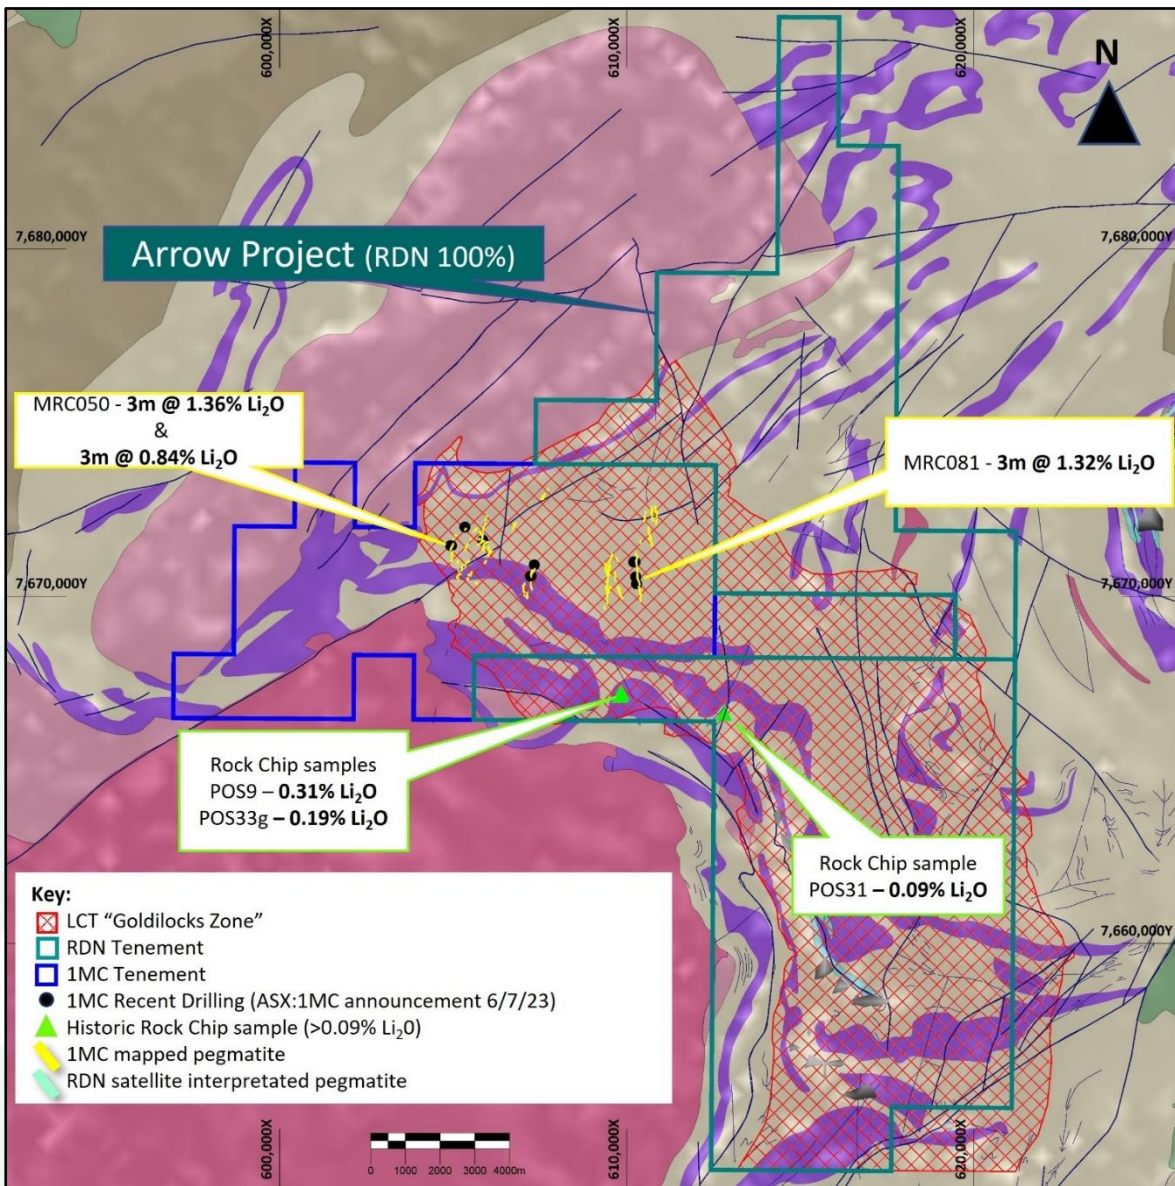 600,000X
610,000X
620,000X
N
7,680,000Y
7,680,000Y
Arrow Project (RDN 100%)
MRC050 - 3m @ 1.36% Li₂O
&
3m @ 0.84% Li₂O
MRC081 - 3m @ 1.32% Li₂O
7,670,000Y
7,670,000Y
Rock Chip samples
POS9 – 0.31% Li₂O
POS33g – 0.19% Li₂O
Rock Chip sample
POS31 – 0.09% Li₂O
7,660,000Y
Key:
LCT “Goldilocks Zone”
RDN Tenement
1MC Tenement
1MC Recent Drilling (ASX:1MC announcement 6/7/23)
Historic Rock Chip sample (>0.09% Li₂0)
1MC mapped pegmatite
RDN satellite interpretated pegmatite
600,000X
610,000X
620,000X
0 1000 2000 3000 4000m